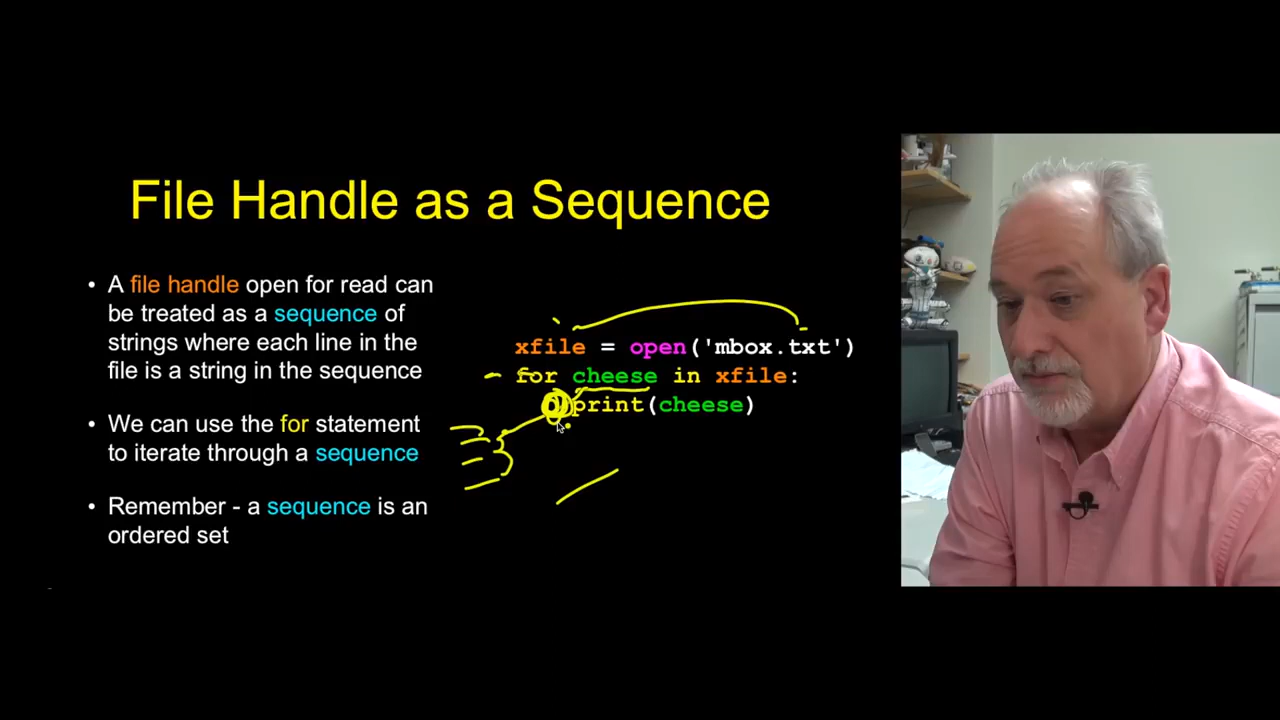 File Handle as a Sequence
• A file handle open for read can
be treated as a sequence of
strings where each line in the
file is a string in the sequence
• We can use the for statement
to iterate through a sequence
• Remember - a sequence is an
ordered set
xfile = open('mbox.txt')
for cheese in xfile:
print(cheese)